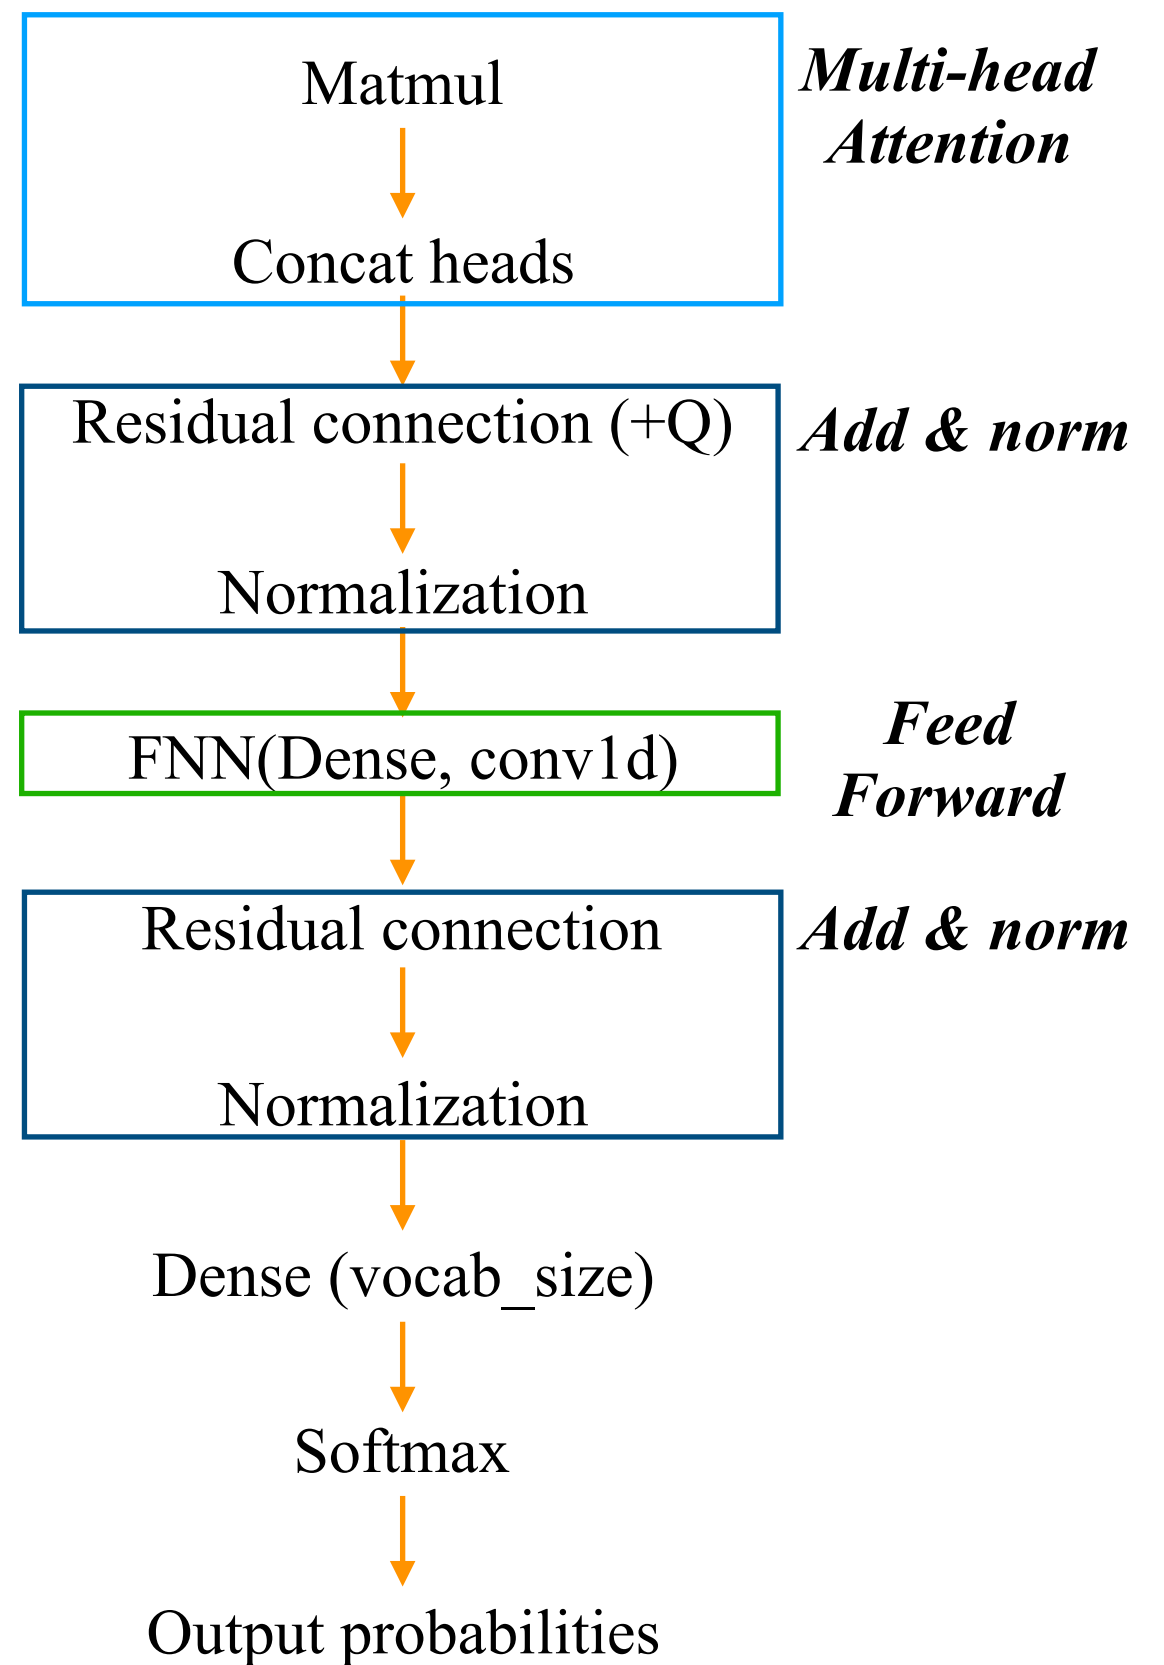 Matmul
Multi-head
Attention
Concat heads
Residual connection (+Q)
Add & norm
Normalization
Feed
Forward
FNN(Dense, conv1d)
Residual connection
Add & norm
Normalization
Dense (vocab_size)
Softmax
Output probabilities